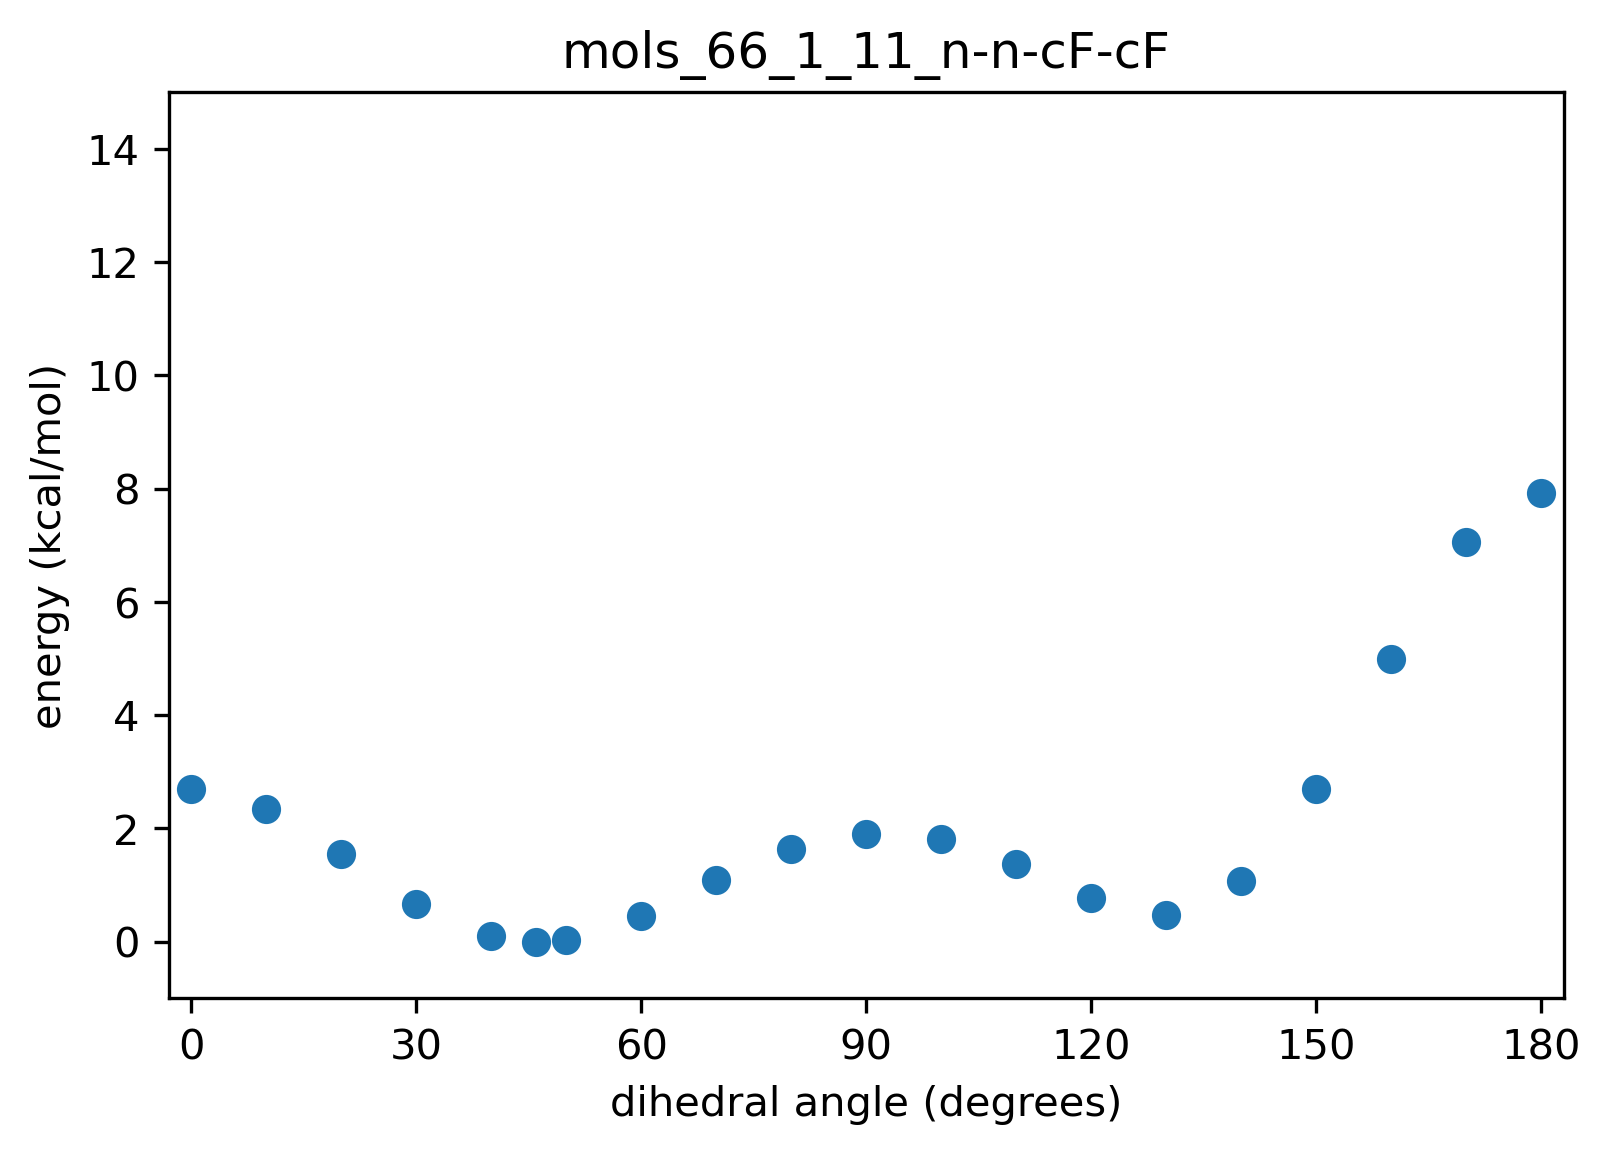 mols_66_1_11_n-n-cF-cF
14
12
10
8
6
4
2
0
energy (kcal/mol)
0 30 60 90 120 150 180
dihedral angle (degrees)